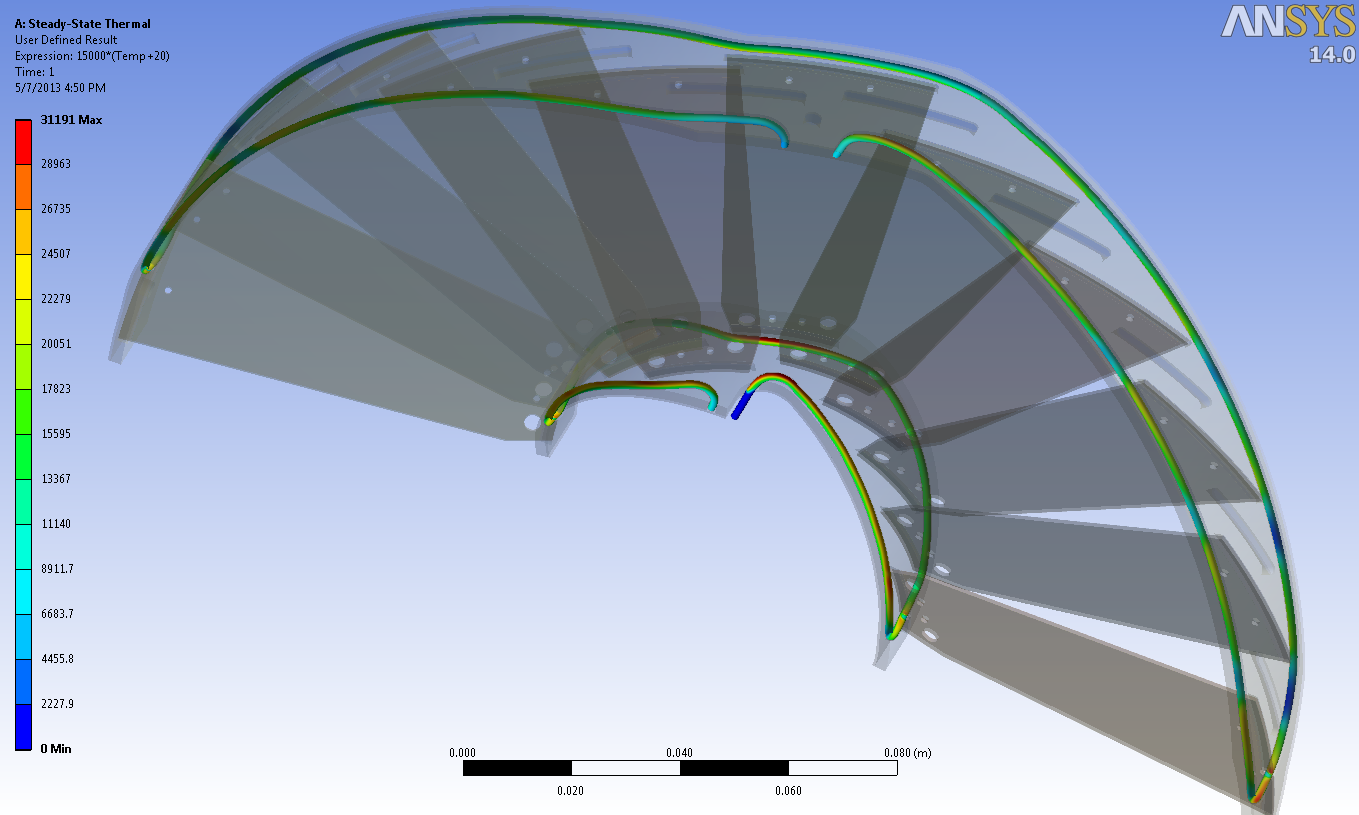 A: Steady-State Thermal
User Defined Result
Expression: 15000*(Temp+20)
Time: 1
5/7/2013 4:50 PM
ANSYS
14.0
31191 Max
28963
26735
24507
22279
20051
17823
15595
13367
11140
8911.7
6683.7
4455.8
2227.9
0 Min
0.000 0.040 0.080 (m)
0.020 0.060